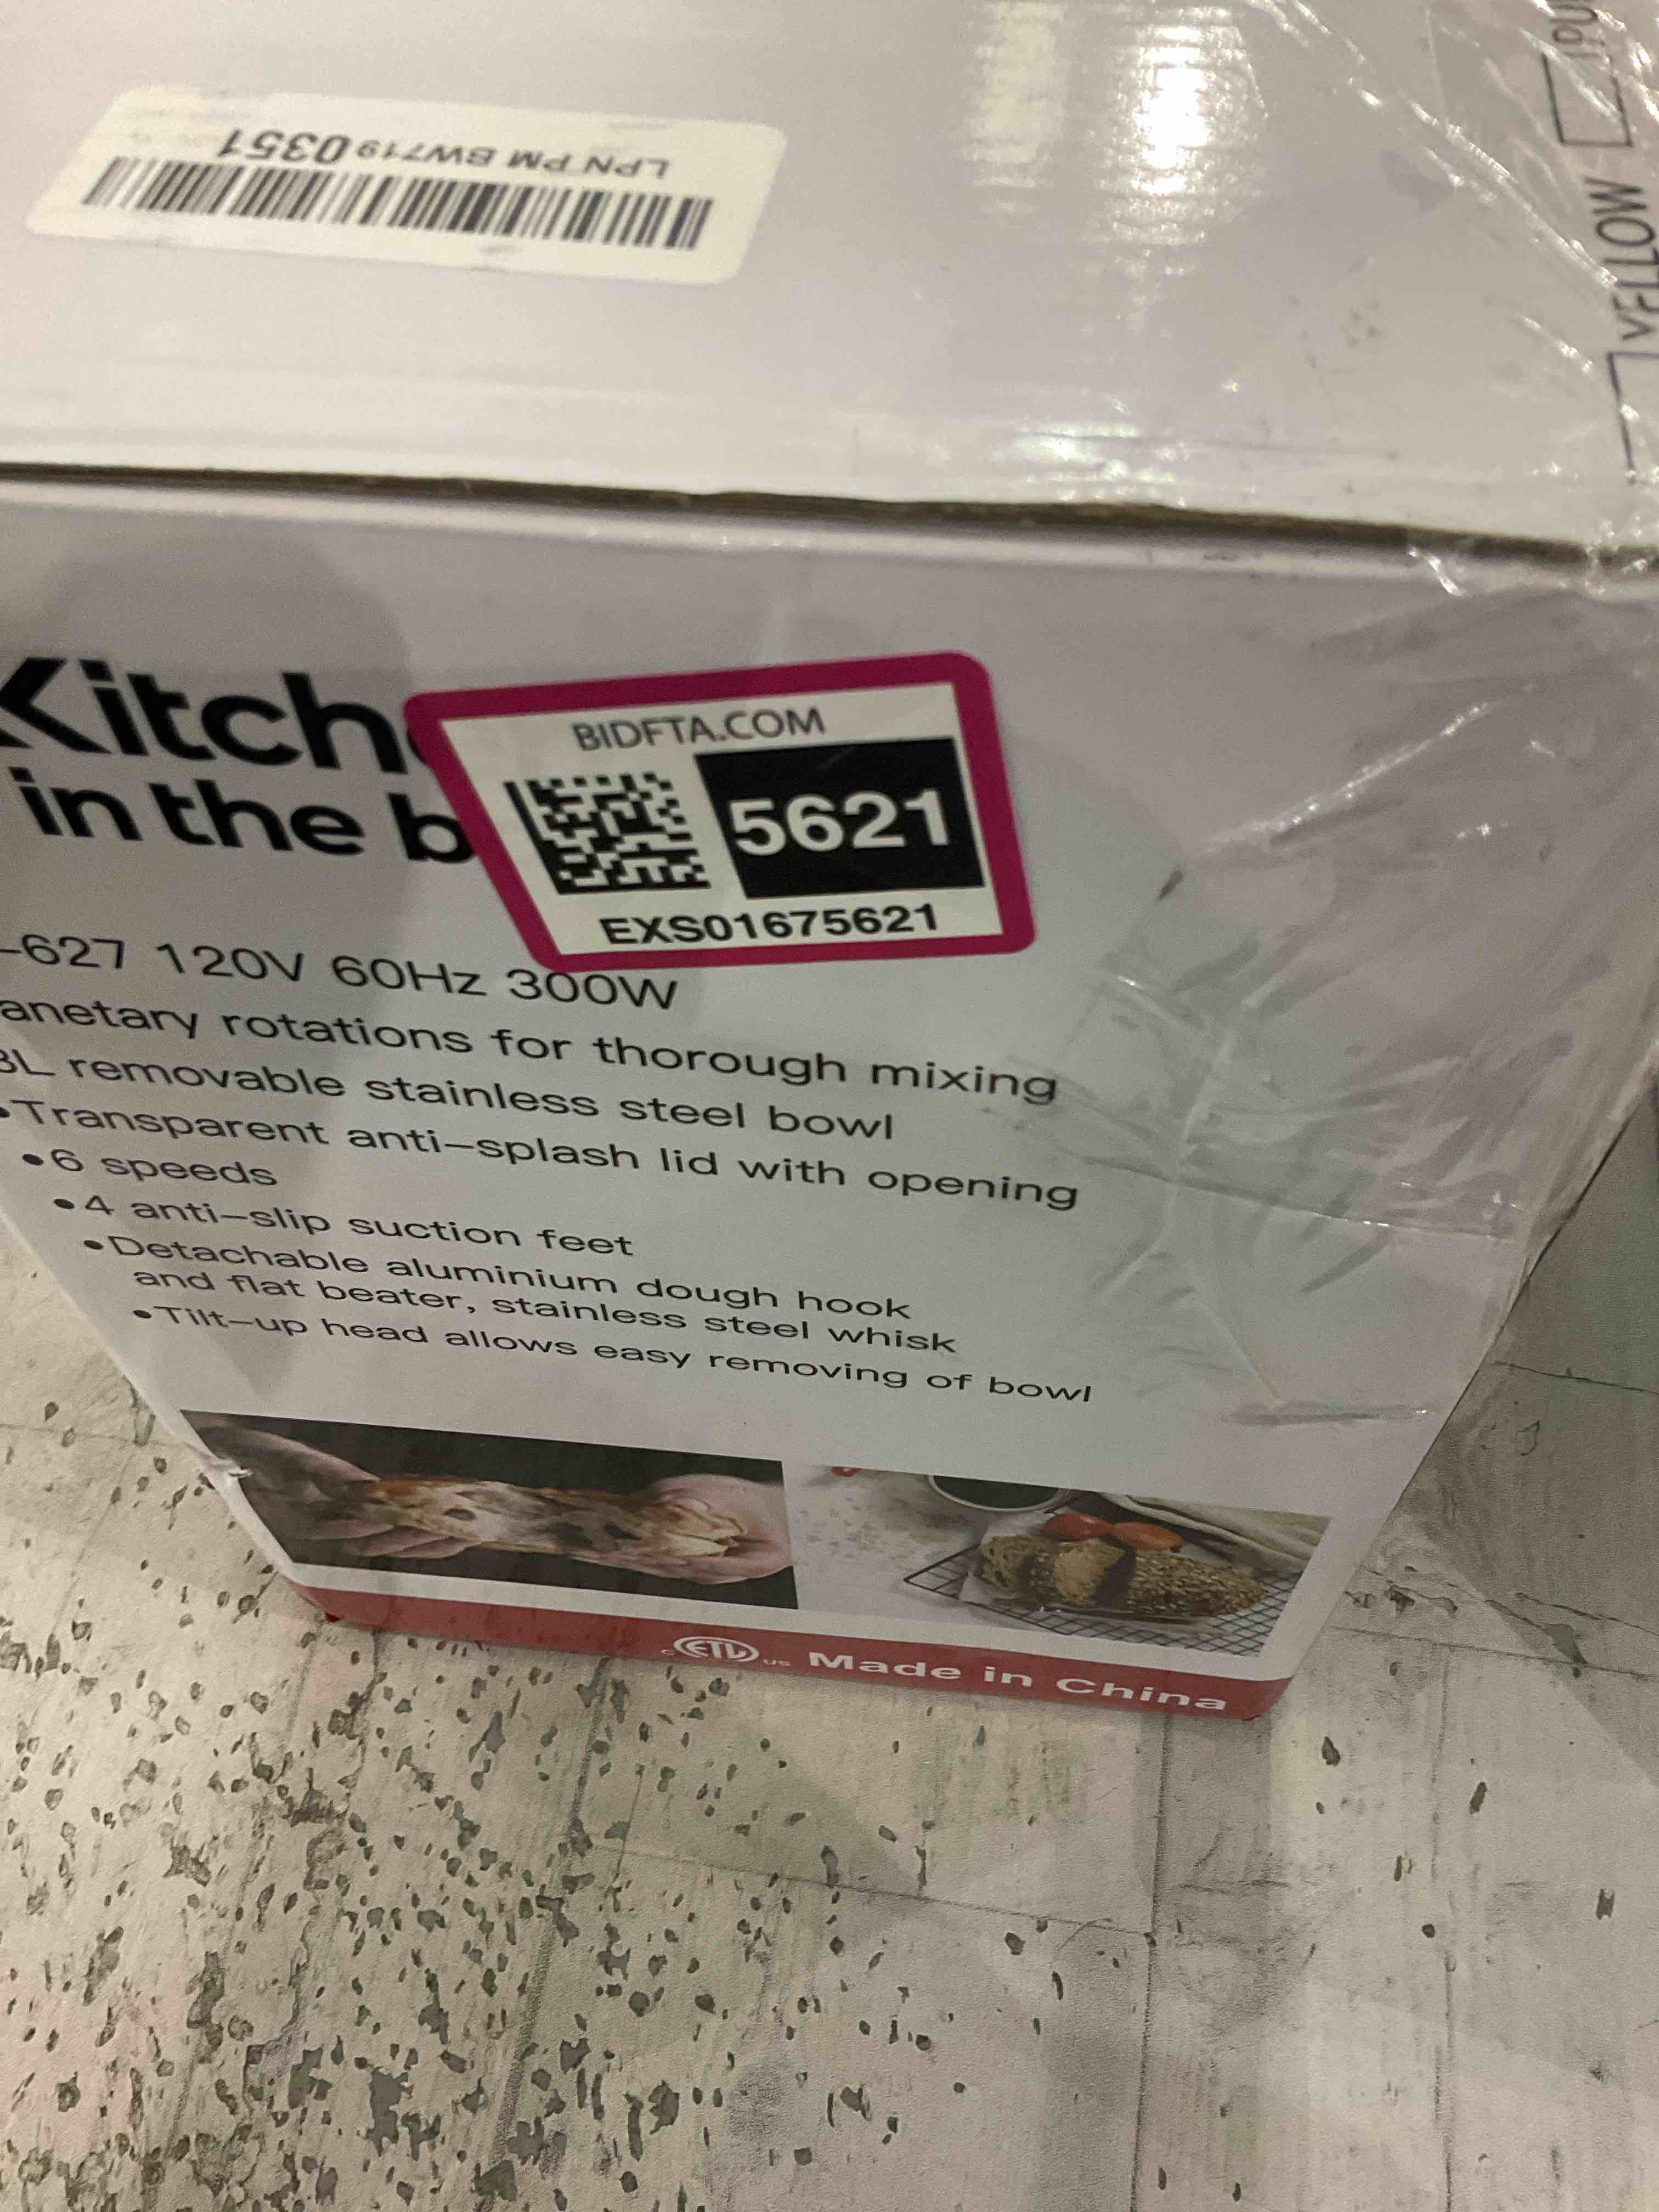 LPN PM BW719 0351
YELLOW
Kitch
in the b
BIDFTA.COM
5621
EXS01675621
-627 120V 60Hz 300W
anetary rotations for thorough mixing
removable stainless steel bowl
•Transparent anti-splash lid with opening
•6 speeds
•4 anti-slip suction feet
•Detachable aluminium dough hook
and flat beater, stainless steel whisk
•Tilt-up head allows easy removing of bowl
c ETL us Made in China